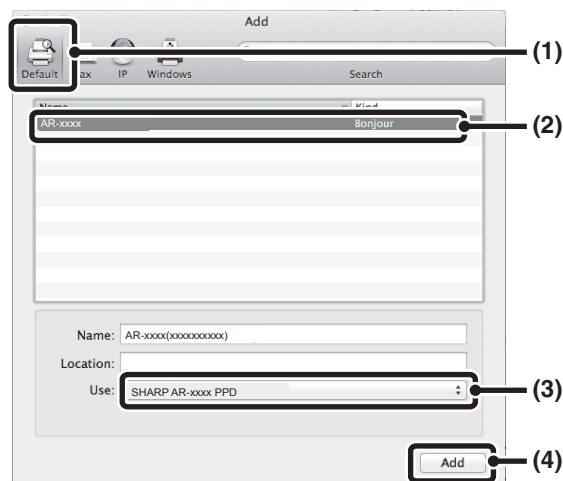 Add
(1)
Default ax IP Windows Search
Name Kind
AR-xxxx Bonjour
(2)
Name: AR-xxxx(xxxxxxxxxx)
Location:
Use: SHARP AR-xxxx PPD
(3)
Add
(4)